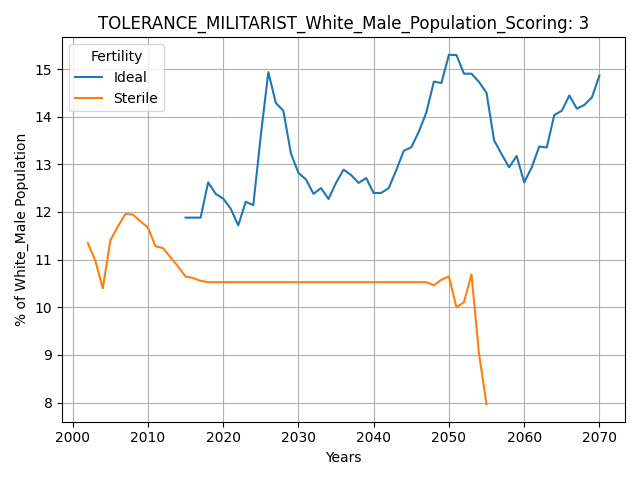 TOLERANCE_MILITARIST_White_Male_Population_Scoring: 3
Fertility
Ideal
Sterile
% of White_Male Population
15
14
13
12
11
10
9
8
2000 2010 2020 2030 2040 2050 2060 2070
Years